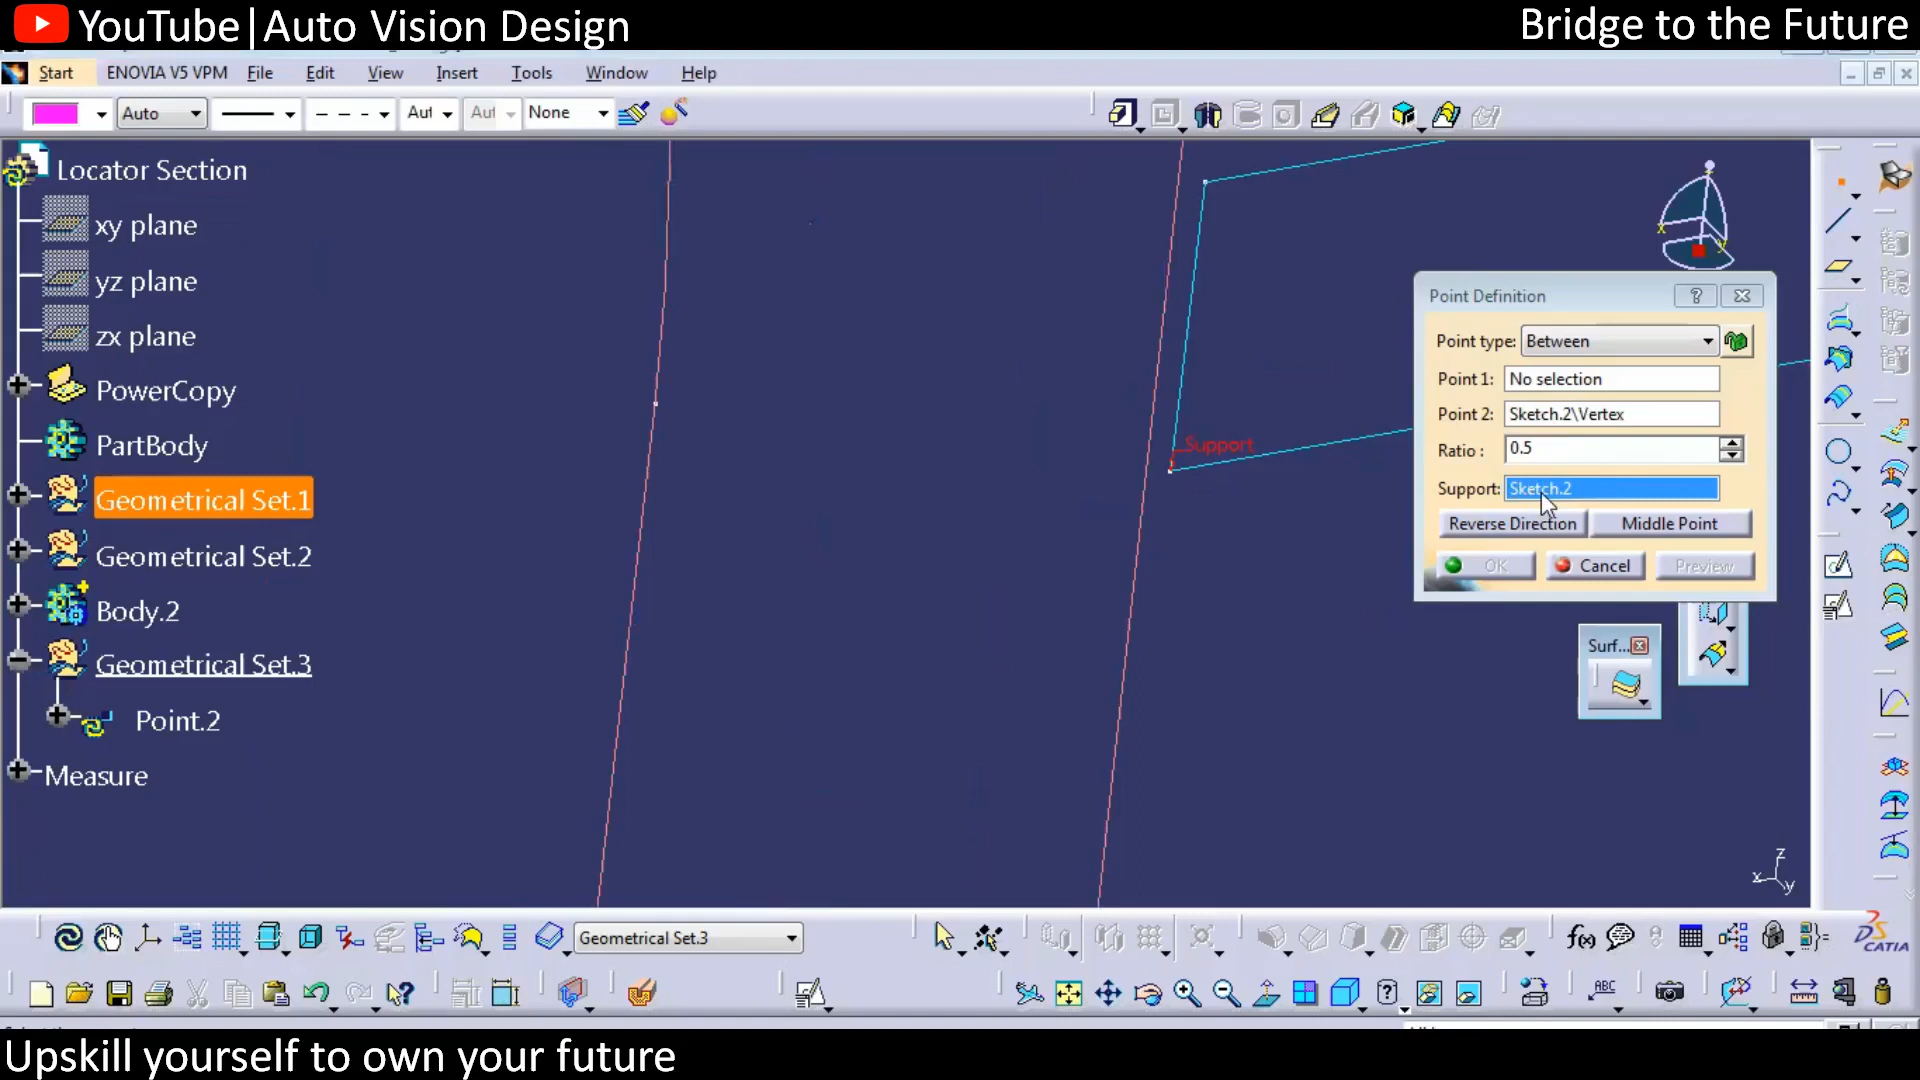 YouTube|Auto Vision Design
Bridge to the Future
Start ENOVIA V5 VPM File Edit View Insert Tools Window Help
Auto Aut Aut None
Locator Section
xy plane
yz plane
zx plane
PowerCopy
PartBody
Geometrical Set.1
Geometrical Set.2
Body.2
Geometrical Set.3
Point.2
Measure
Support
x
y
z
x
y
Point Definition
?
Point type: Between
Point 1: No selection
Point 2: Sketch.2\Vertex
Ratio : 0.5
Support: Sketch.2
Reverse Direction Middle Point
OK Cancel Preview
Surf...
Geometrical Set.3
f(x)
ABC
DS
CATIA
Upskill yourself to own your future